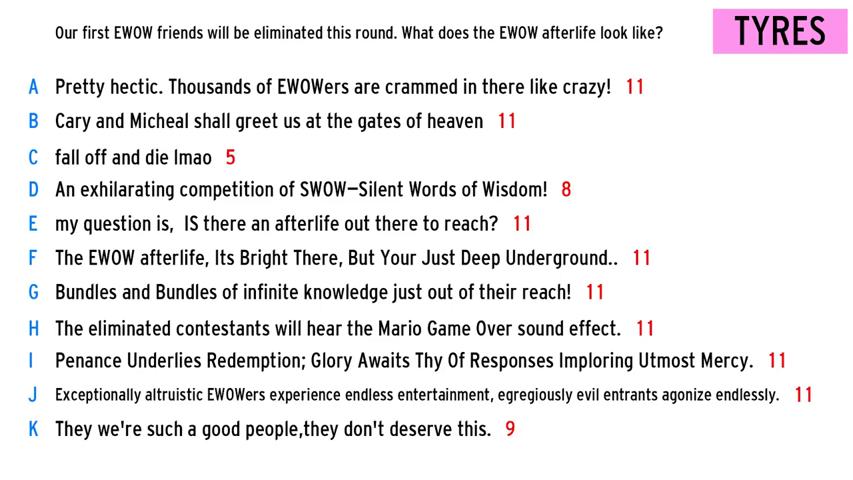 Our first EWOW friends will be eliminated this round. What does the EWOW afterlife look like?
TYRES
A Pretty hectic. Thousands of EWOWers are crammed in there like crazy! 11
B Cary and Micheal shall greet us at the gates of heaven 11
C fall off and die lmao 5
D An exhilarating competition of SWOW—Silent Words of Wisdom! 8
E my question is, IS there an afterlife out there to reach? 11
F The EWOW afterlife, Its Bright There, But Your Just Deep Underground.. 11
G Bundles and Bundles of infinite knowledge just out of their reach! 11
H The eliminated contestants will hear the Mario Game Over sound effect. 11
I Penance Underlies Redemption; Glory Awaits Thy Of Responses Imploring Utmost Mercy. 11
J Exceptionally altruistic EWOWers experience endless entertainment, egregiously evil entrants agonize endlessly. 11
K They we're such a good people,they don't deserve this. 9